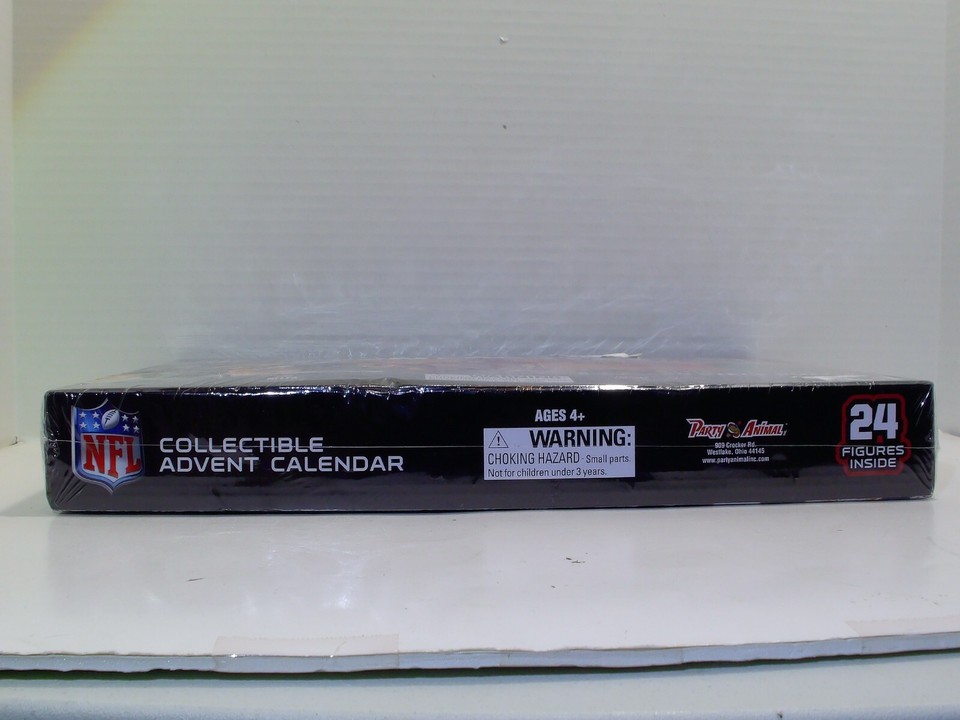 NFL
COLLECTIBLE
ADVENT CALENDAR
AGES 4+
WARNING:
CHOKING HAZARD - Small parts.
Not for children under 3 years.
PARTY ANIMAL
909 Crocker Rd.
Westlake, Ohio 44145
www.partyanimalinc.com
24
FIGURES
INSIDE